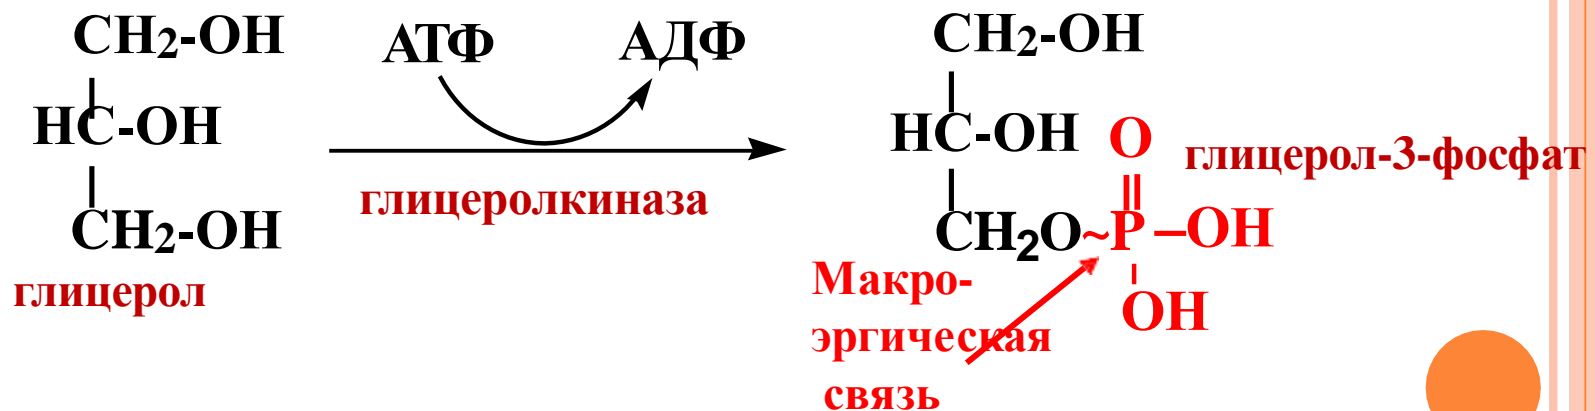 CH2-OH
HC-OH
CH2-OH
глицерол
АТФ
АДФ
глицеролкиназа
CH2-OH
HC-OH
O
глицерол-3-фосфат
CH2O~P–OH
OH
Макро-
эргическая
связь